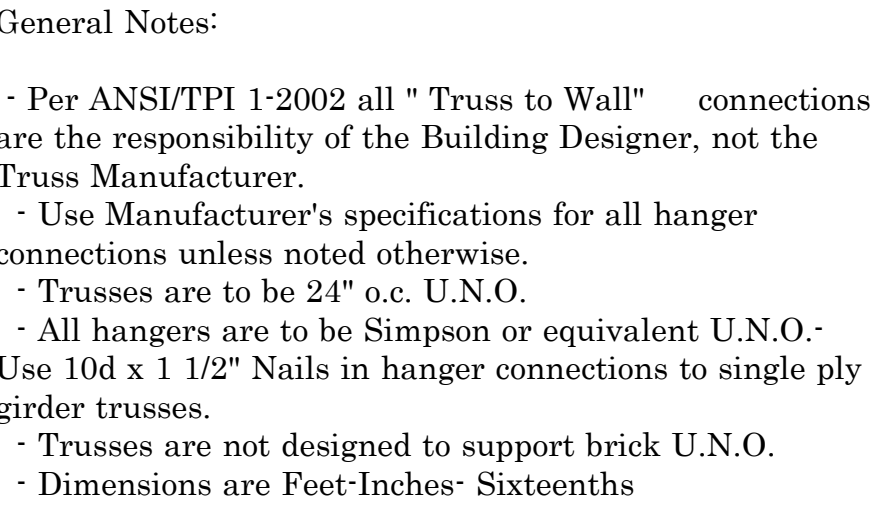 General Notes:
- Per ANSI/TPI 1-2002 all " Truss to Wall" connections
are the responsibility of the Building Designer, not the
Truss Manufacturer.
- Use Manufacturer's specifications for all hanger
connections unless noted otherwise.
- Trusses are to be 24" o.c. U.N.O.
- All hangers are to be Simpson or equivalent U.N.O.-
Use 10d x 1 1/2" Nails in hanger connections to single ply
girder trusses.
- Trusses are not designed to support brick U.N.O.
- Dimensions are Feet-Inches- Sixteenths